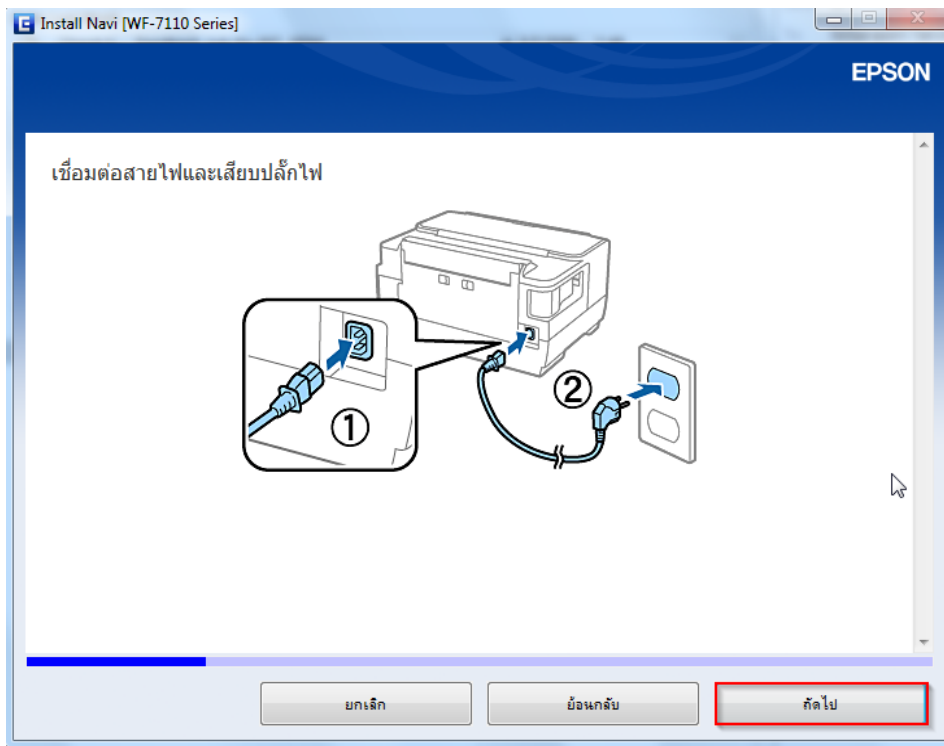 Install Navi [WF-7110 Series]
EPSON
เชื่อมต่อสายไฟและเสียบปลั๊กไฟ
①
②
ยกเลิก
ย้อนกลับ
ถัดไป